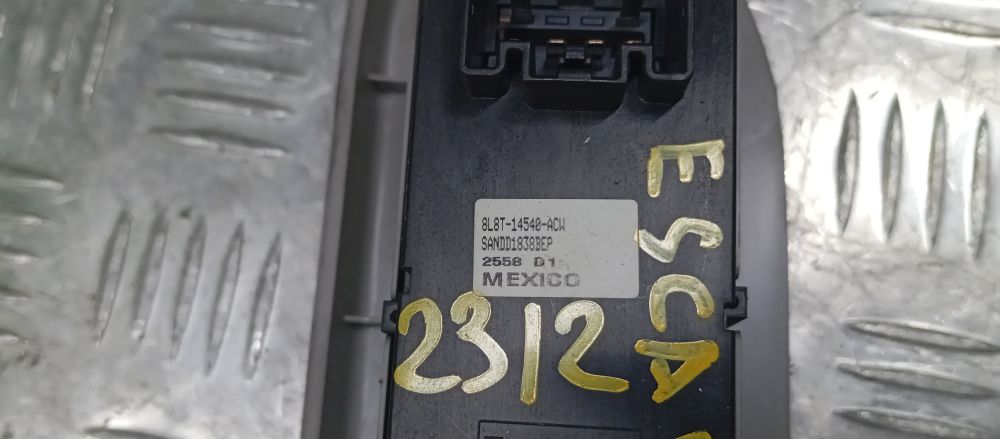 8L8T-14540-ACW
SANDD1838BEP
2558 D1
MEXICO
2312
ESCA